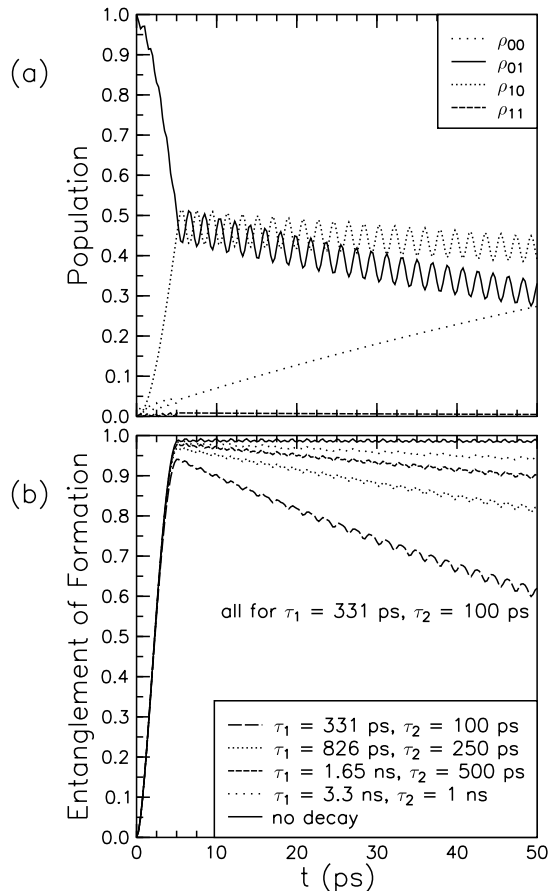 (a)
Population
1.0
0.9
0.8
0.7
0.6
0.5
0.4
0.3
0.2
0.1
0.0
ρ00
ρ01
ρ10
ρ11
(b)
Entanglement of Formation
1.0
0.9
0.8
0.7
0.6
0.5
0.4
0.3
0.2
0.1
0.0
all for τ1 = 331 ps, τ2 = 100 ps
τ1 = 331 ps, τ2 = 100 ps
τ1 = 826 ps, τ2 = 250 ps
τ1 = 1.65 ns, τ2 = 500 ps
τ1 = 3.3 ns, τ2 = 1 ns
no decay
0 10 20 30 40 50
t (ps)